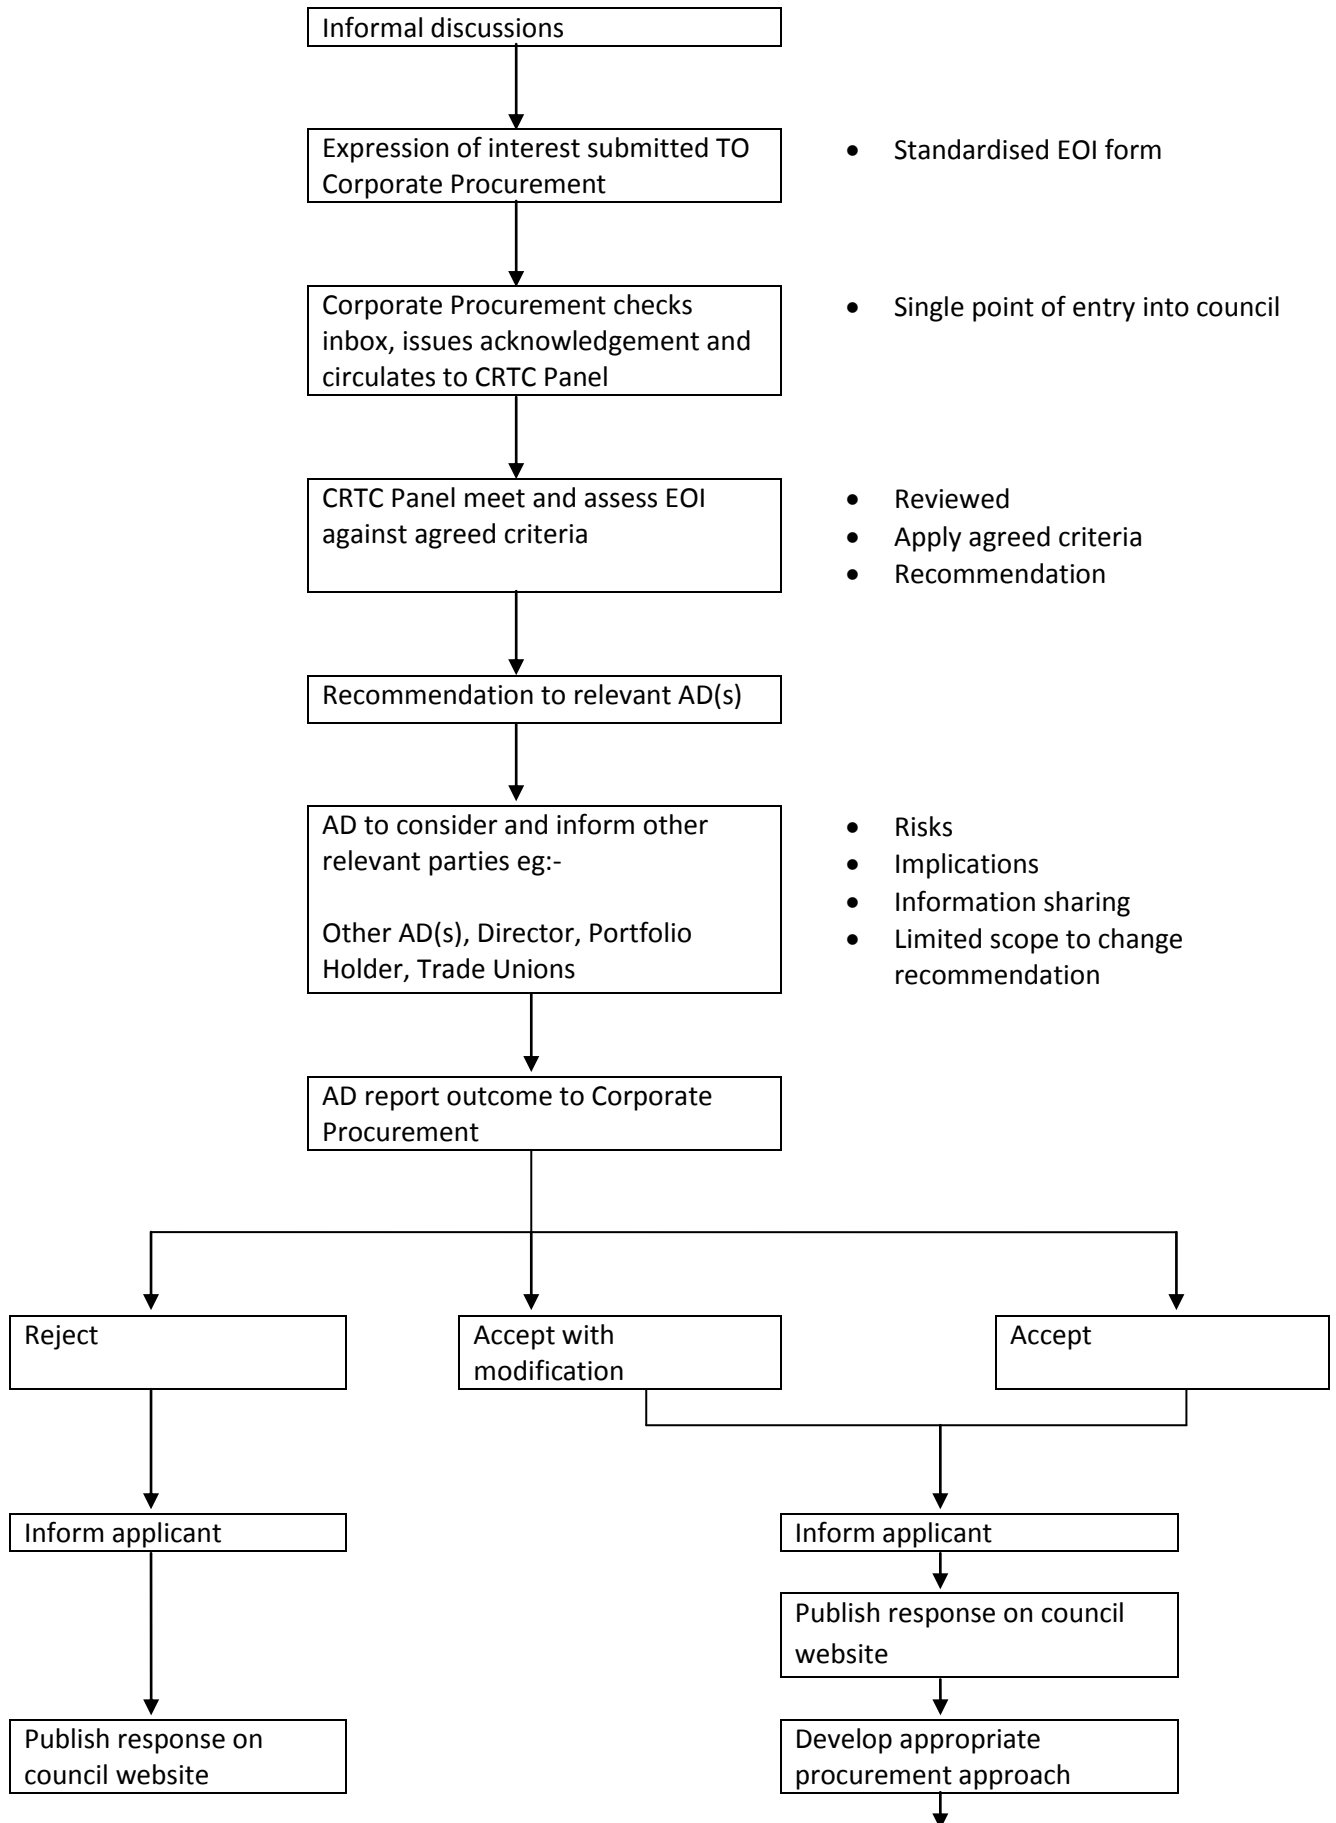 Informal discussions
Expression of interest submitted TO
Corporate Procurement
• Standardised EOI form
Corporate Procurement checks
inbox, issues acknowledgement and
circulates to CRTC Panel
• Single point of entry into council
CRTC Panel meet and assess EOI
against agreed criteria
• Reviewed
• Apply agreed criteria
• Recommendation
Recommendation to relevant AD(s)
AD to consider and inform other
relevant parties eg:-
Other AD(s), Director, Portfolio
Holder, Trade Unions
• Risks
• Implications
• Information sharing
• Limited scope to change
recommendation
AD report outcome to Corporate
Procurement
Reject
Accept with
modification
Accept
Inform applicant
Inform applicant
Publish response on council
website
Publish response on
council website
Develop appropriate
procurement approach